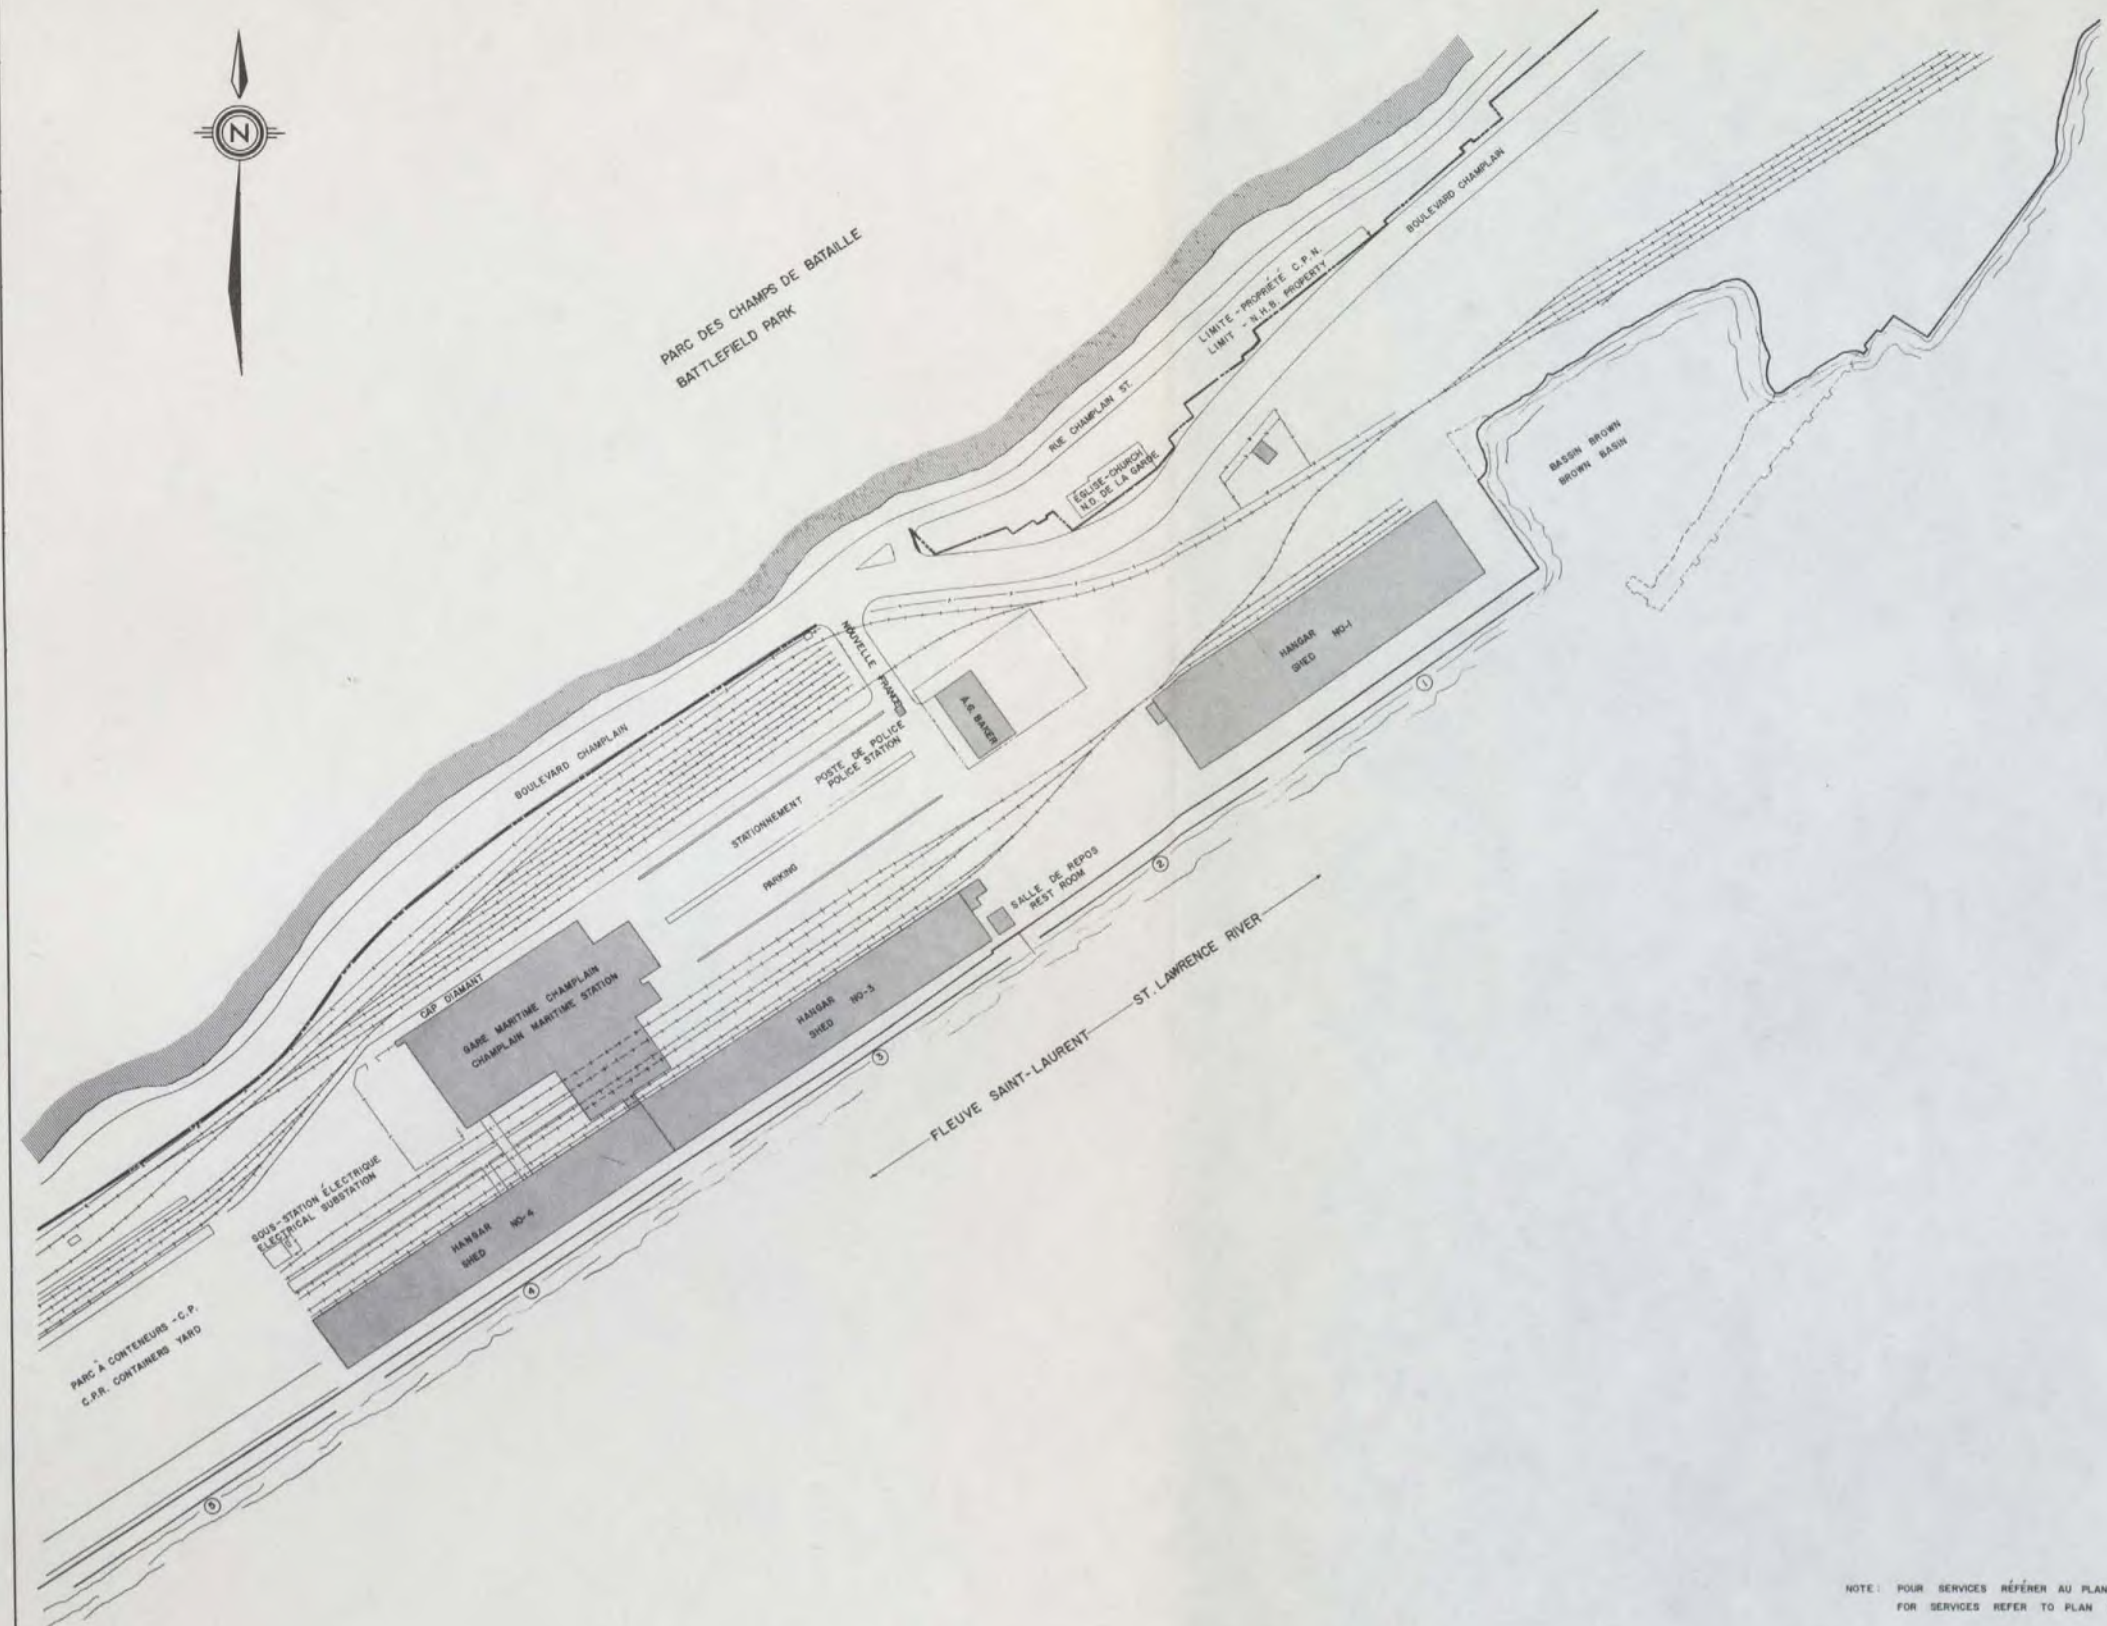 N
PARC DES CHAMPS DE BATAILLE
BATTLEFIELD PARK
BOULEVARD CHAMPLAIN
LIMITE - PROPRIÉTÉ C.P.N.
LIMIT - N.H.B. PROPERTY
RUE CHAMPLAIN ST.
ÉGLISE-CHURCH
N.D. DE LA GARDE
BASSIN BROWN
BROWN BASIN
HANGAR NO-1
SHED
1
NOUVELLE FRANCE
A.G. BAKER
BOULEVARD CHAMPLAIN
POSTE DE POLICE
POLICE STATION
STATIONNEMENT
PARKING
SALLE DE REPOS
REST ROOM
2
FLEUVE SAINT-LAURENT ST. LAWRENCE RIVER
CAP DIAMANT
GARE MARITIME CHAMPLAIN
CHAMPLAIN MARITIME STATION
HANGAR NO-3
SHED
3
SOUS-STATION ÉLECTRIQUE
ELECTRICAL SUBSTATION
HANGAR NO-4
SHED
4
PARC À CONTENEURS - C.P.
C.P.R. CONTAINERS YARD
5
NOTE : POUR SERVICES RÉFÉRER AU PLAN
FOR SERVICES REFER TO PLAN